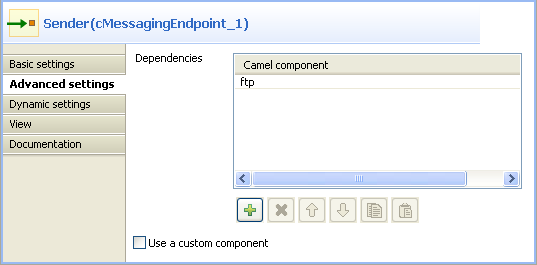 Sender(cMessagingEndpoint_1)
Basic settings
Advanced settings
Dynamic settings
View
Documentation
Dependencies
Camel component
ftp
Use a custom component